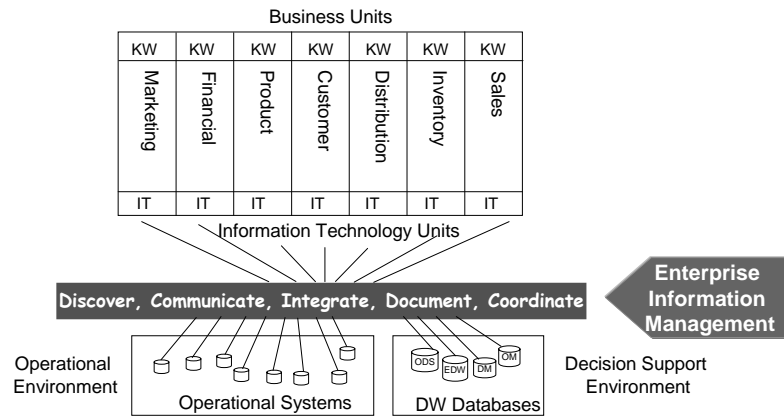 Business Units
KW KW KW KW KW KW KW
Marketing
Financial
Product
Customer
Distribution
Inventory
Sales
IT IT IT IT IT IT IT
Information Technology Units
Discover, Communicate, Integrate, Document, Coordinate
Enterprise
Information
Management
Operational
Environment
Operational Systems
ODS
EDW
DM
OM
DW Databases
Decision Support
Environment